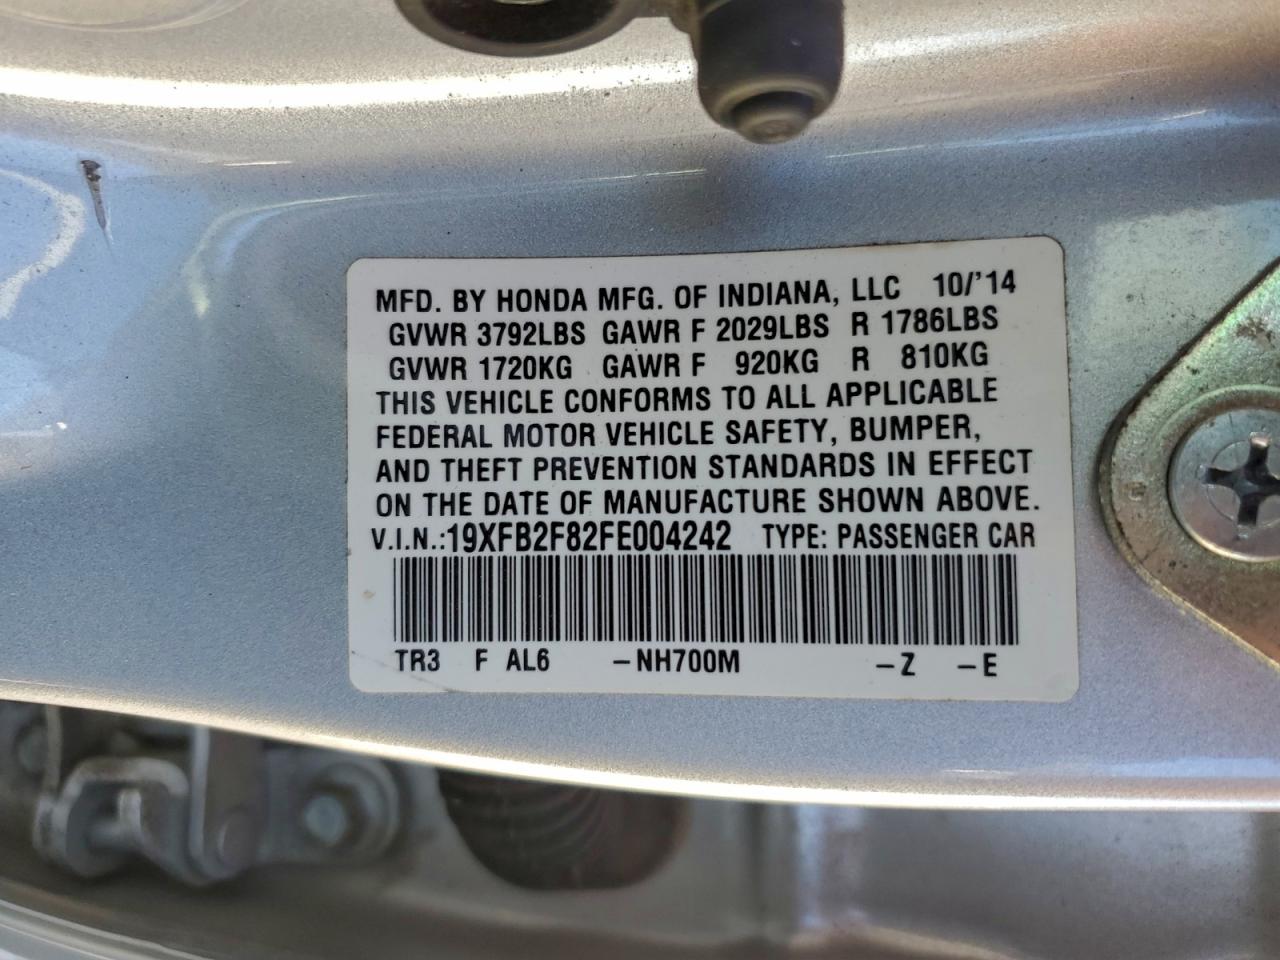 MFD. BY HONDA MFG. OF INDIANA, LLC 10/'14
GVWR 3792LBS GAWR F 2029LBS R 1786LBS
GVWR 1720KG GAWR F 920KG R 810KG
THIS VEHICLE CONFORMS TO ALL APPLICABLE
FEDERAL MOTOR VEHICLE SAFETY, BUMPER,
AND THEFT PREVENTION STANDARDS IN EFFECT
ON THE DATE OF MANUFACTURE SHOWN ABOVE.
V.I.N.:19XFB2F82FE004242 TYPE: PASSENGER CAR
TR3 F AL6 –NH700M –Z –E